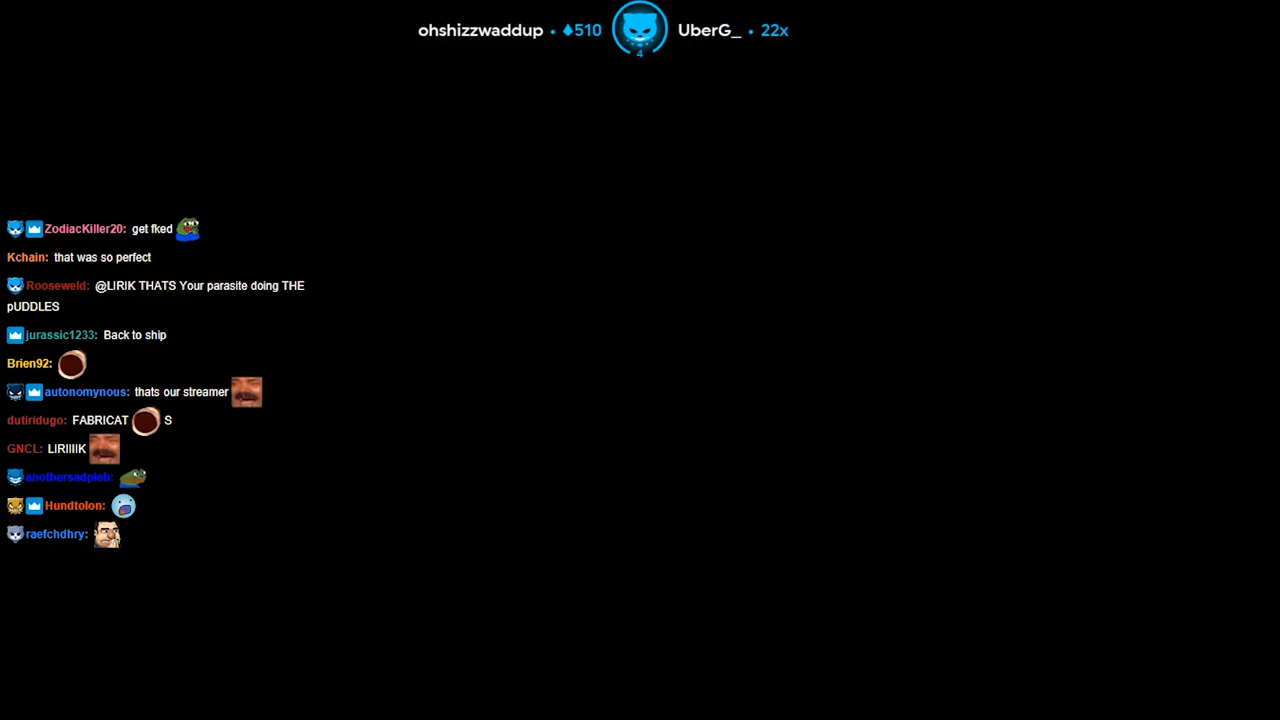 ohshizzwaddup • 510 UberG_ • 22x
4
ZodiacKiller20: get fked
Kchain: that was so perfect
Rooseweld: @LIRIK THATS Your parasite doing THE
pUDDLES
jurassic1233: Back to ship
Brien92:
autonomynous: thats our streamer
dutiridugo: FABRICAT S
GNCL: LIRIIIIK
anothersadpleb:
Hundtolon:
raefchdhry: